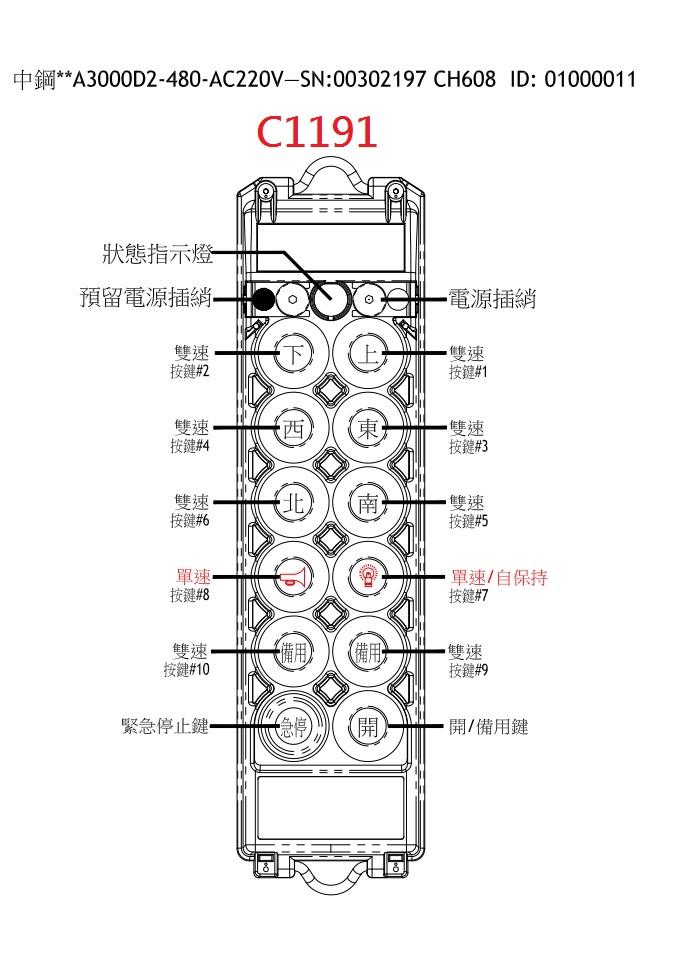 中鋼**A3000D2-480-AC220V—SN:00302197 CH608 ID: 01000011
C1191
狀態指示燈
預留電源插綃
電源插綃
雙速
按鍵#2
下
上
雙速
按鍵#1
雙速
按鍵#4
西
東
雙速
按鍵#3
雙速
按鍵#6
北
南
雙速
按鍵#5
單速
按鍵#8
單速/自保持
按鍵#7
雙速
按鍵#10
備用
備用
雙速
按鍵#9
緊急停止鍵
急停
開
開/備用鍵